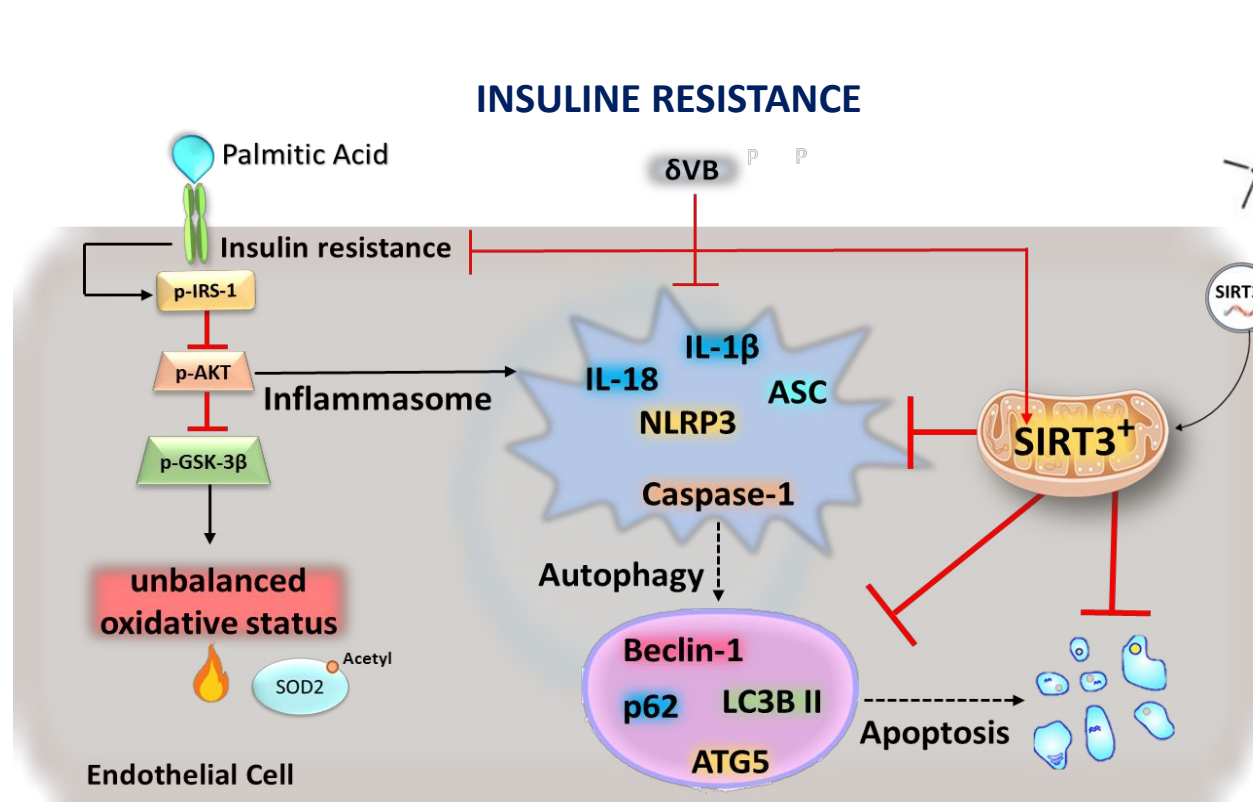 INSULINE RESISTANCE
Palmitic Acid
δVB
P
P
Insulin resistance
p-IRS-1
SIRT3
p-AKT
Inflammasome
IL-1β
IL-18
ASC
NLRP3
SIRT3+
p-GSK-3β
Caspase-1
unbalanced
oxidative status
Autophagy
Acetyl
SOD2
Beclin-1
p62
LC3B II
Apoptosis
ATG5
Endothelial Cell